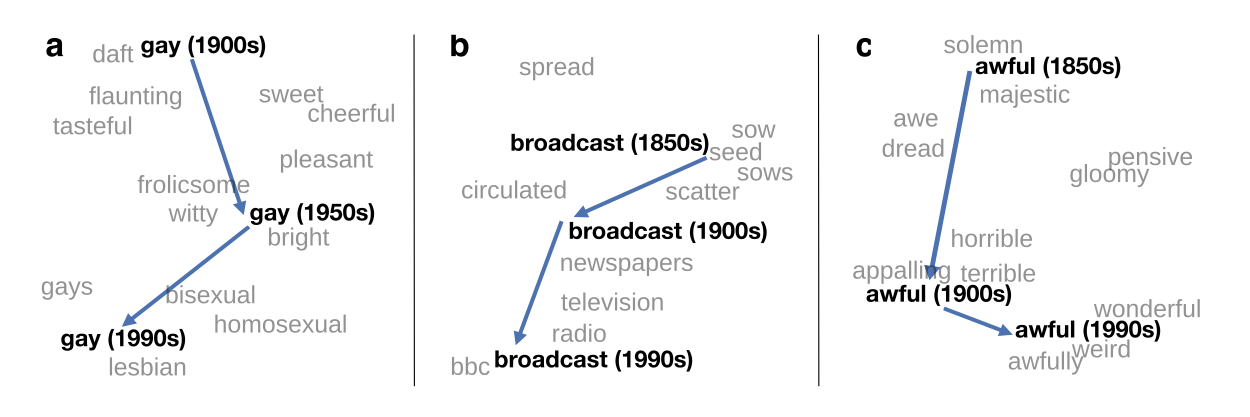 a
daft gay (1900s)
flaunting sweet
tasteful cheerful
pleasant
frolicsome
witty gay (1950s)
bright
gays bisexual
homosexual
gay (1990s)
lesbian
b
spread
broadcast (1850s) sow
seed
sows
circulated scatter
broadcast (1900s)
newspapers
television
radio
bbc broadcast (1990s)
c
solemn
awful (1850s)
majestic
awe
dread pensive
gloomy
horrible
appalling terrible
awful (1900s)
wonderful
awful (1990s)
weird
awfully